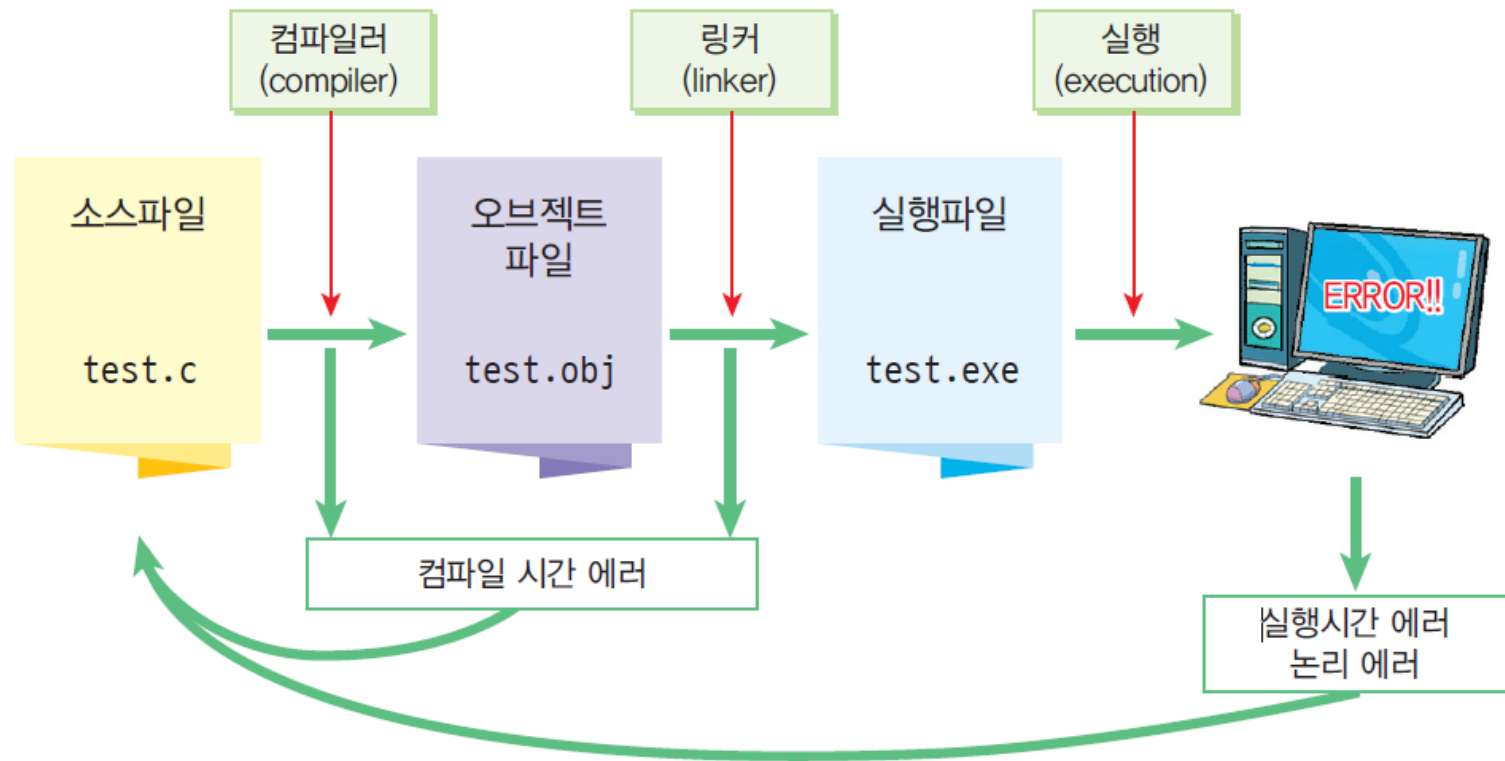 컴파일러
(compiler)
링커
(linker)
실행
(execution)
소스파일
test.c
오브젝트
파일
test.obj
실행파일
test.exe
ERROR!!
컴파일 시간 에러
실행시간 에러
논리 에러